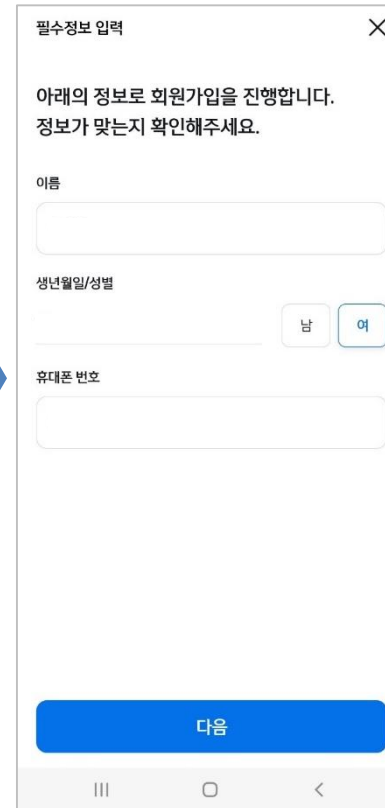 필수정보 입력
아래의 정보로 회원가입을 진행합니다.
정보가 맞는지 확인해주세요.
이름
생년월일/성별
남 여
휴대폰 번호
다음